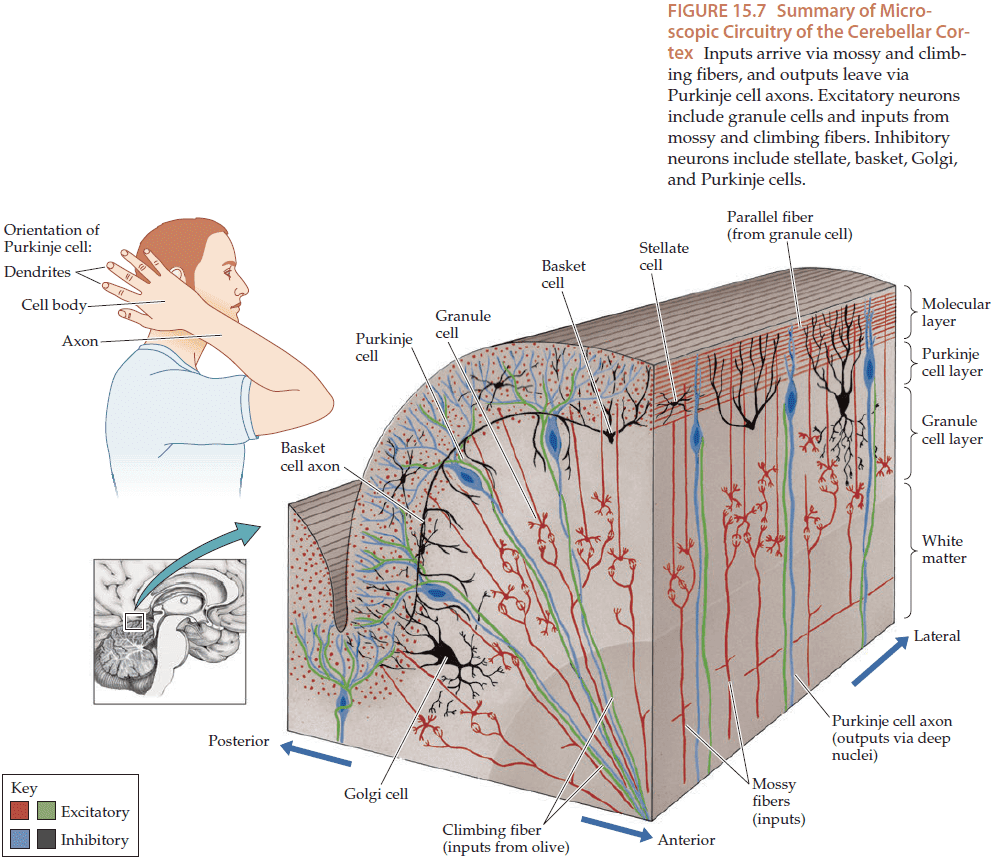 FIGURE 15.7 Summary of Micro-
scopic Circuitry of the Cerebellar Cor-
tex Inputs arrive via mossy and climb-
ing fibers, and outputs leave via
Purkinje cell axons. Excitatory neurons
include granule cells and inputs from
mossy and climbing fibers. Inhibitory
neurons include stellate, basket, Golgi,
and Purkinje cells.
Orientation of
Purkinje cell:
Dendrites
Cell body
Axon
Parallel fiber
(from granule cell)
Stellate
cell
Basket
cell
Granule
cell
Purkinje
cell
Basket
cell axon
Molecular
layer
Purkinje
cell layer
Granule
cell layer
White
matter
Lateral
Purkinje cell axon
(outputs via deep
nuclei)
Mossy
fibers
(inputs)
Anterior
Climbing fiber
(inputs from olive)
Golgi cell
Posterior
Key
Excitatory
Inhibitory